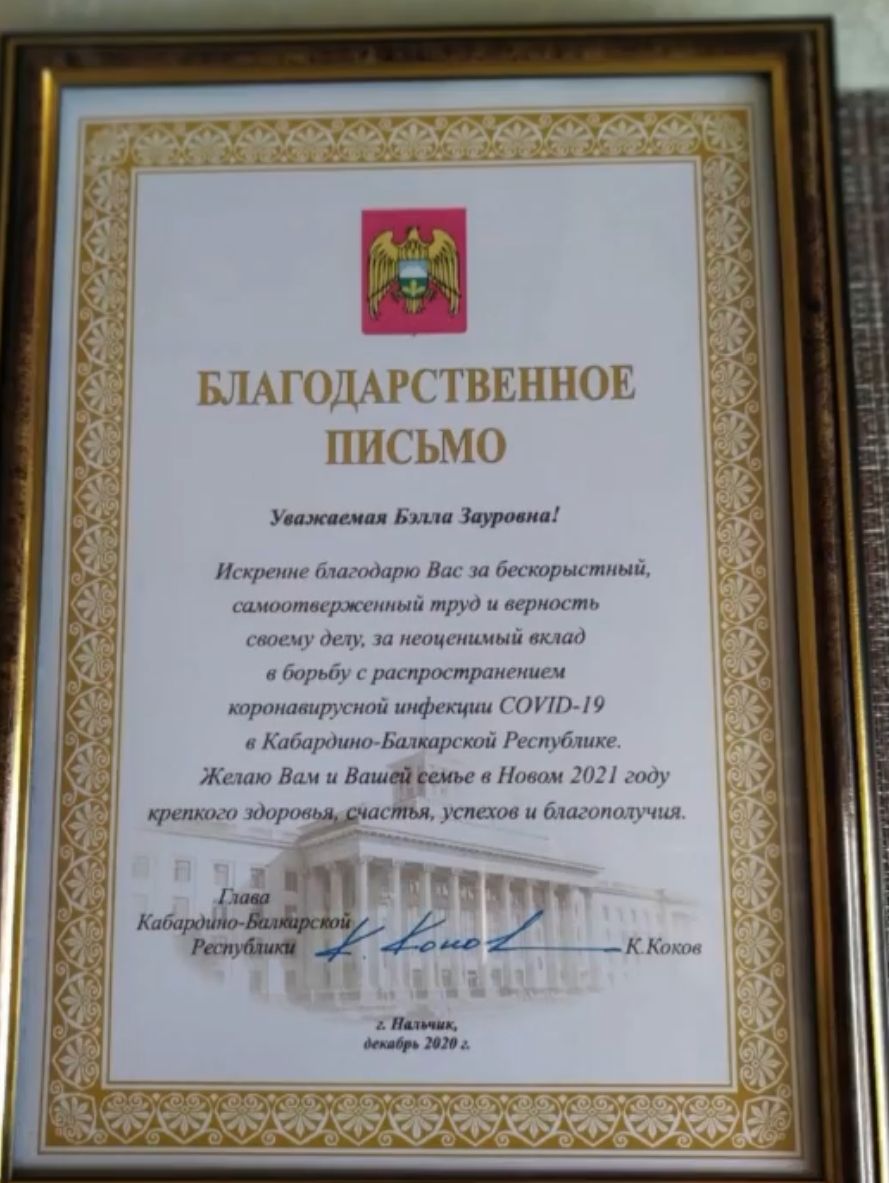 БЛАГОДАРСТВЕННОЕ
ПИСЬМО
Уважаемая Бэлла Зауровна!
Искренне благодарю Вас за бескорыстный,
самоотверженный труд и верность
своему делу, за неоценимый вклад
в борьбу с распространением
коронавирусной инфекции COVID-19
в Кабардино-Балкарской Республике.
Желаю Вам и Вашей семье в Новом 2021 году
крепкого здоровья, счастья, успехов и благополучия.
Глава
Кабардино-Балкарской
Республики К. Коков К.Коков
г. Нальчик,
декабрь 2020 г.